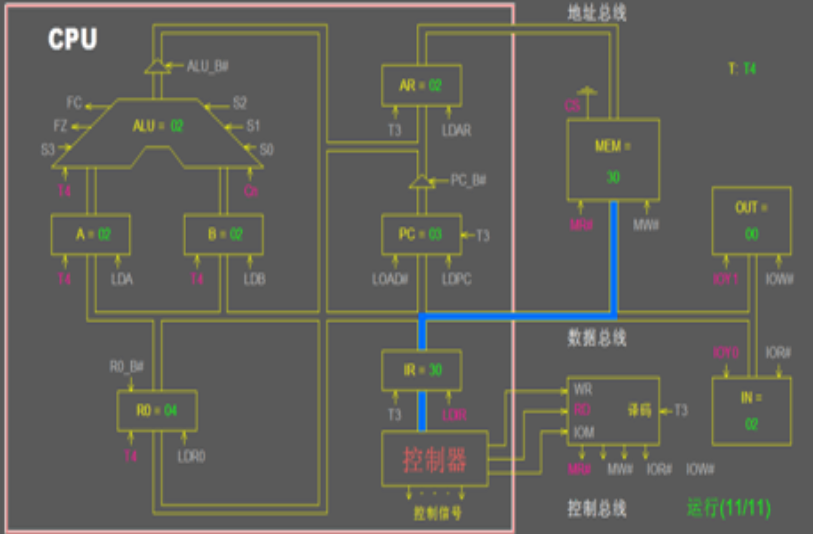 地址总线
CPU
ALU_B#
T: T4
AR = 02
FC
S2
CS
FZ
ALU = 02
S1
T3
LDAR
MEM =
S3
S0
30
PC_B#
T4
Cn
OUT =
A = 02
B = 02
PC = 03
T3
MR#
MW#
00
T4
LDA
T4
LDB
LOAD#
LDPC
IOY1
IOW#
数据总线
R0_B#
IR = 30
IOY0
IOR#
WR
R0 = 04
T3
LDIR
RD
译码
T3
IN =
IOM
02
控制器
T4
LDR0
MR#
MW#
IOR#
IOW#
控制信号
控制总线
运行(11/11)